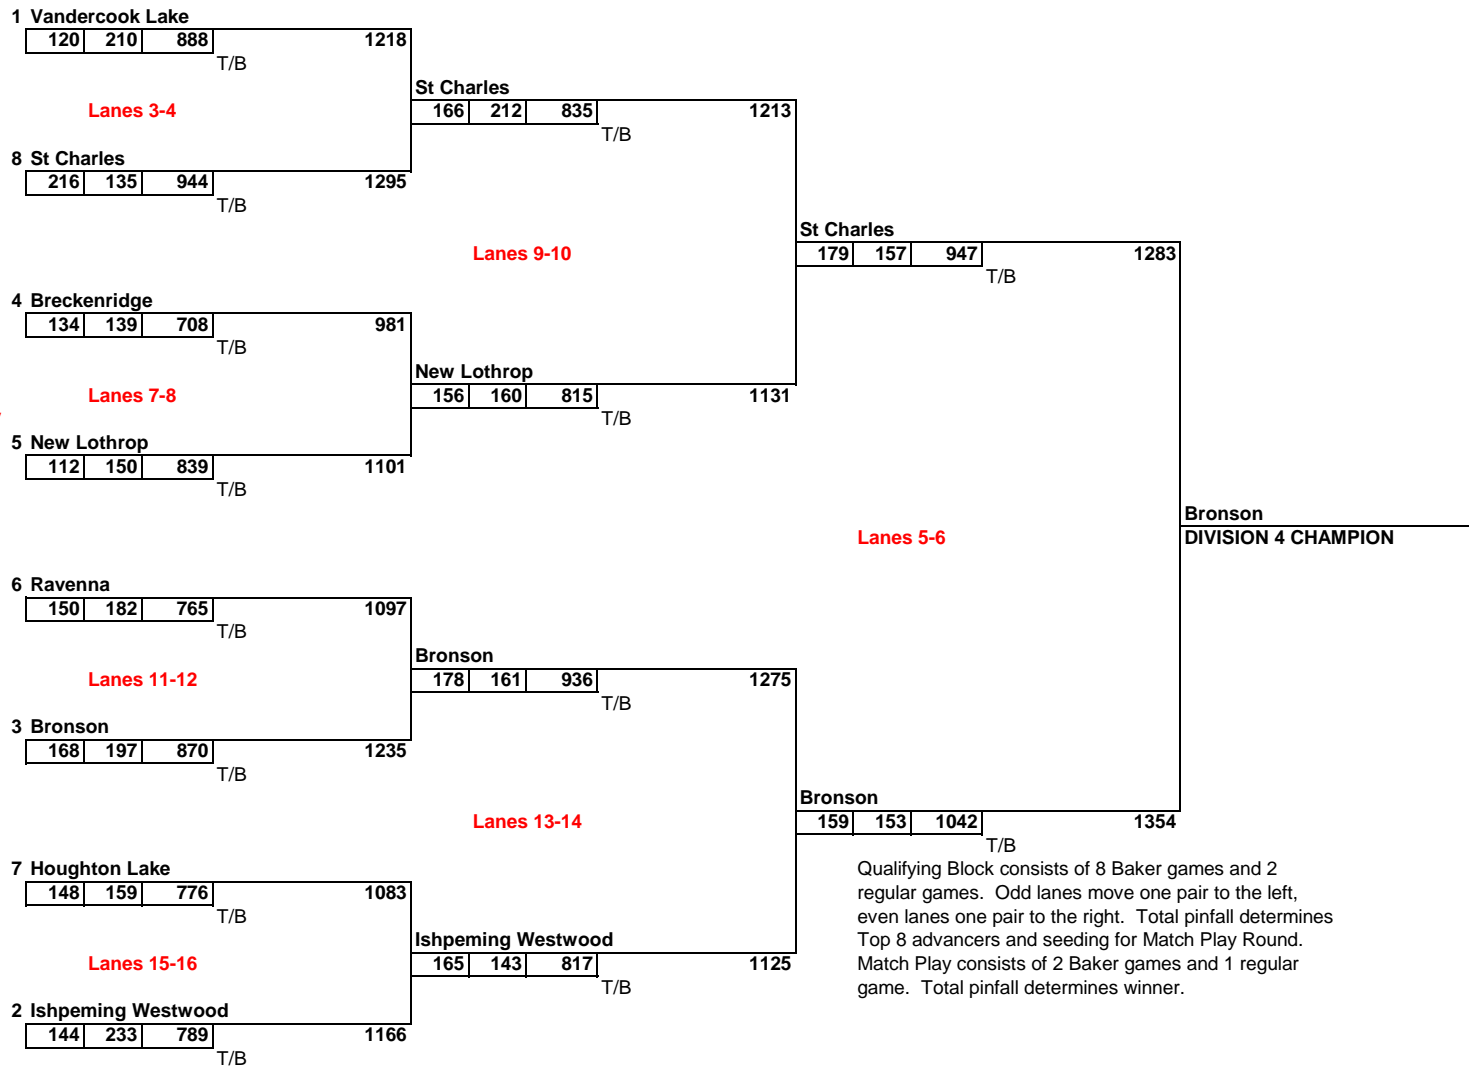 1 Vandercook Lake
120 210 888 1218
T/B
Lanes 3-4
8 St Charles
216 135 944 1295
T/B
4 Breckenridge
134 139 708 981
T/B
Lanes 7-8
5 New Lothrop
112 150 839 1101
T/B
6 Ravenna
150 182 765 1097
T/B
Lanes 11-12
3 Bronson
168 197 870 1235
T/B
7 Houghton Lake
148 159 776 1083
T/B
Lanes 15-16
2 Ishpeming Westwood
144 233 789 1166
T/B
St Charles
166 212 835 1213
T/B
Lanes 9-10
New Lothrop
156 160 815 1131
T/B
Bronson
178 161 936 1275
T/B
Lanes 13-14
Ishpeming Westwood
165 143 817 1125
T/B
St Charles
179 157 947 1283
T/B
Lanes 5-6
Bronson
159 153 1042 1354
T/B
Bronson
DIVISION 4 CHAMPION
Qualifying Block consists of 8 Baker games and 2
regular games. Odd lanes move one pair to the left,
even lanes one pair to the right. Total pinfall determines
Top 8 advancers and seeding for Match Play Round.
Match Play consists of 2 Baker games and 1 regular
game. Total pinfall determines winner.